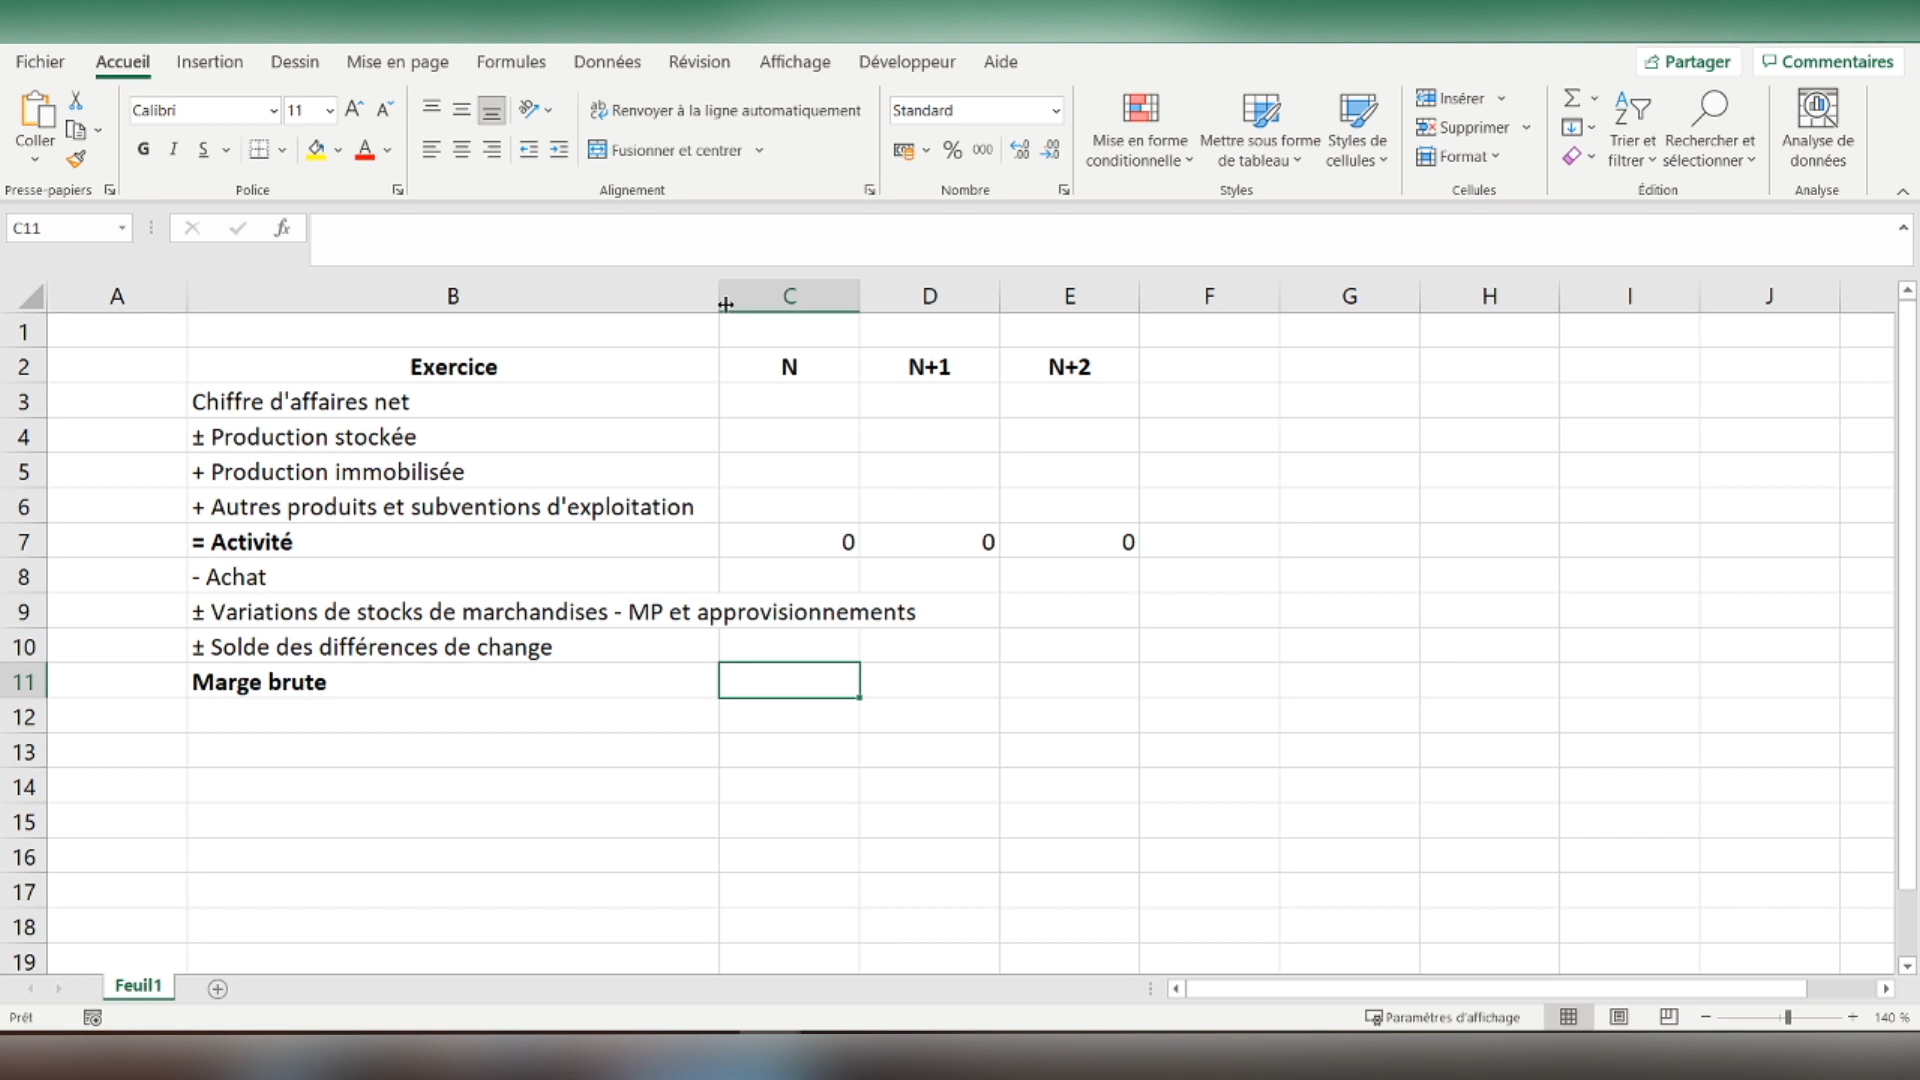 Fichier Accueil Insertion Dessin Mise en page Formules Données Révision Affichage Développeur Aide Partager Commentaires
Coller
Presse-papiers
Calibri 11
G I S
Police
Renvoyer à la ligne automatiquement
Fusionner et centrer
Alignement
Standard
% 000
Nombre
Mise en forme conditionnelle
Mettre sous forme de tableau
Styles de cellules
Styles
Insérer
Supprimer
Format
Cellules
Trier et filtrer
Rechercher et sélectionner
Édition
Analyse de données
Analyse
C11 fx
A B C D E F G H I J
1
2 Exercice N N+1 N+2
3 Chiffre d'affaires net
4 ± Production stockée
5 + Production immobilisée
6 + Autres produits et subventions d'exploitation
7 = Activité 0 0 0
8 - Achat
9 ± Variations de stocks de marchandises - MP et approvisionnements
10 ± Solde des différences de change
11 Marge brute
12
13
14
15
16
17
18
19
Feuil1
Prêt Paramètres d'affichage 140 %